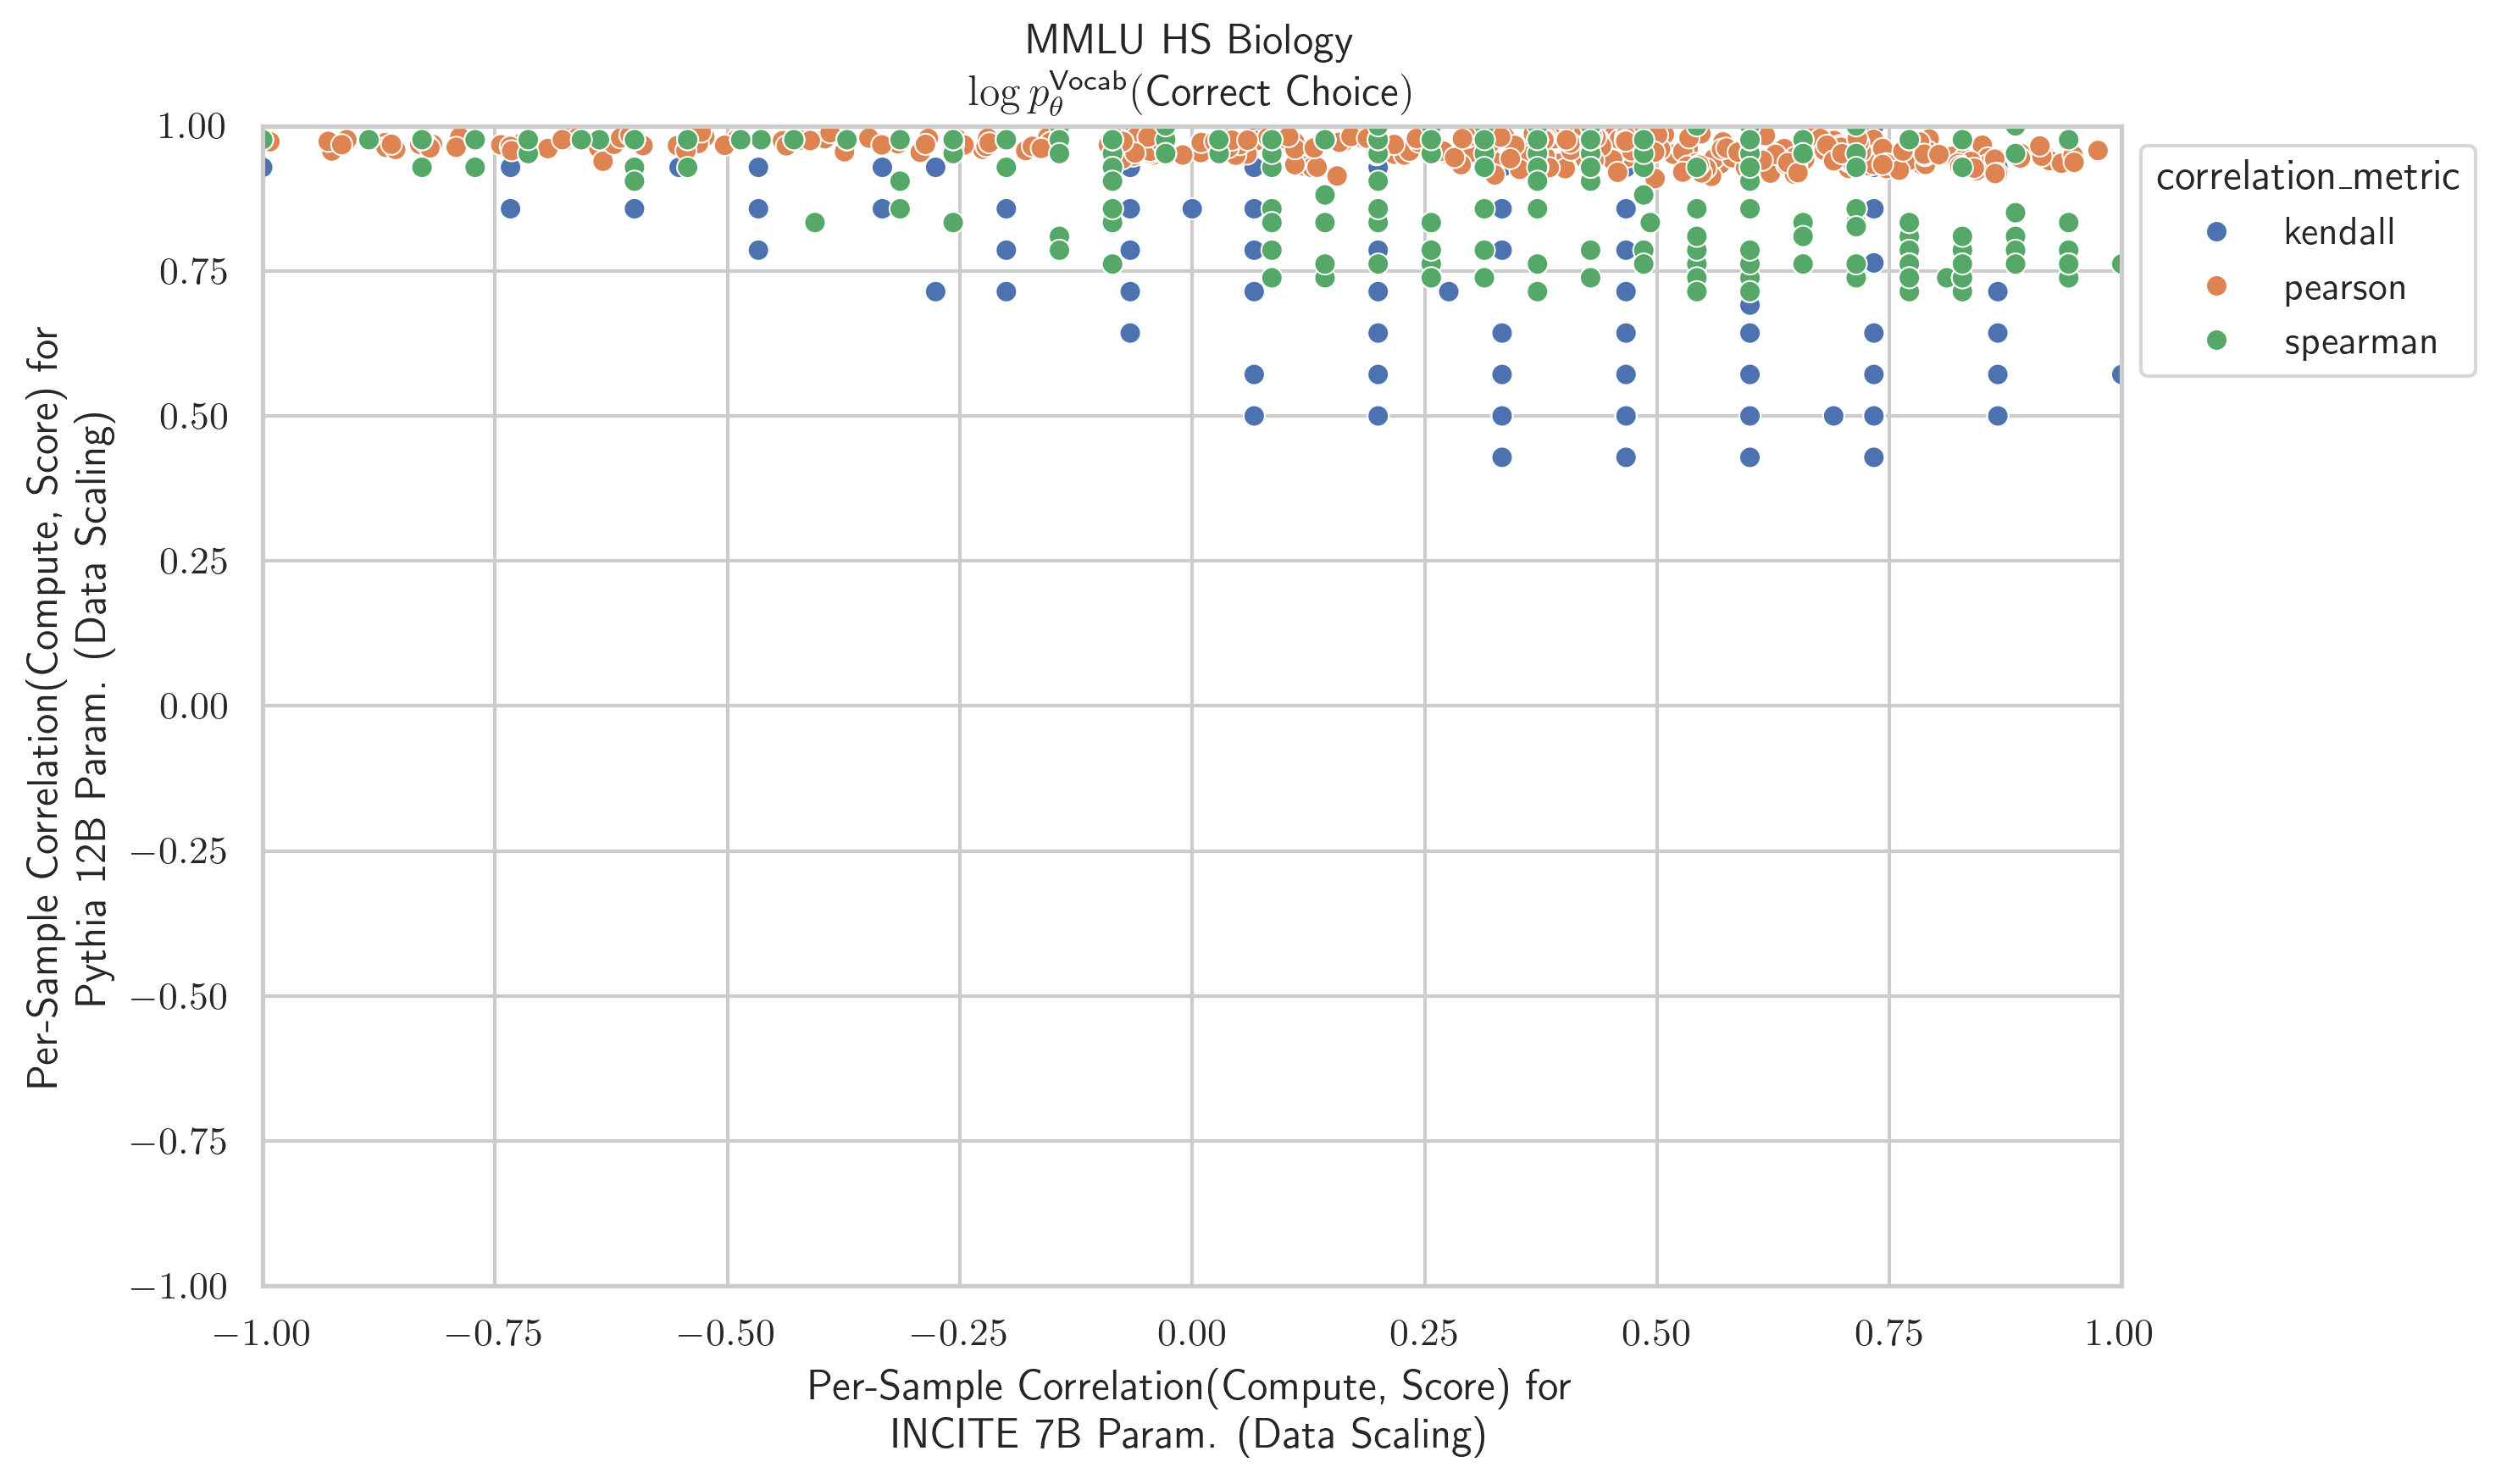 MMLU HS Biology
log p_θ^Vocab(Correct Choice)
1.00
0.75
0.50
0.25
0.00
−0.25
−0.50
−0.75
−1.00
Per-Sample Correlation(Compute, Score) for
Pythia 12B Param. (Data Scaling)
correlation_metric
kendall
pearson
spearman
−1.00 −0.75 −0.50 −0.25 0.00 0.25 0.50 0.75 1.00
Per-Sample Correlation(Compute, Score) for
INCITE 7B Param. (Data Scaling)